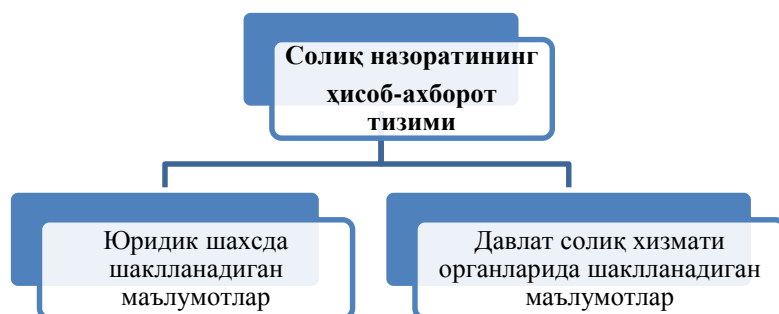 Солиқ назоратининг
ҳисоб-ахборот
тизими
Юридик шахсда
шаклланадиган
маълумотлар
Давлат солиқ хизмати
органларида шаклланадиган
маълумотлар